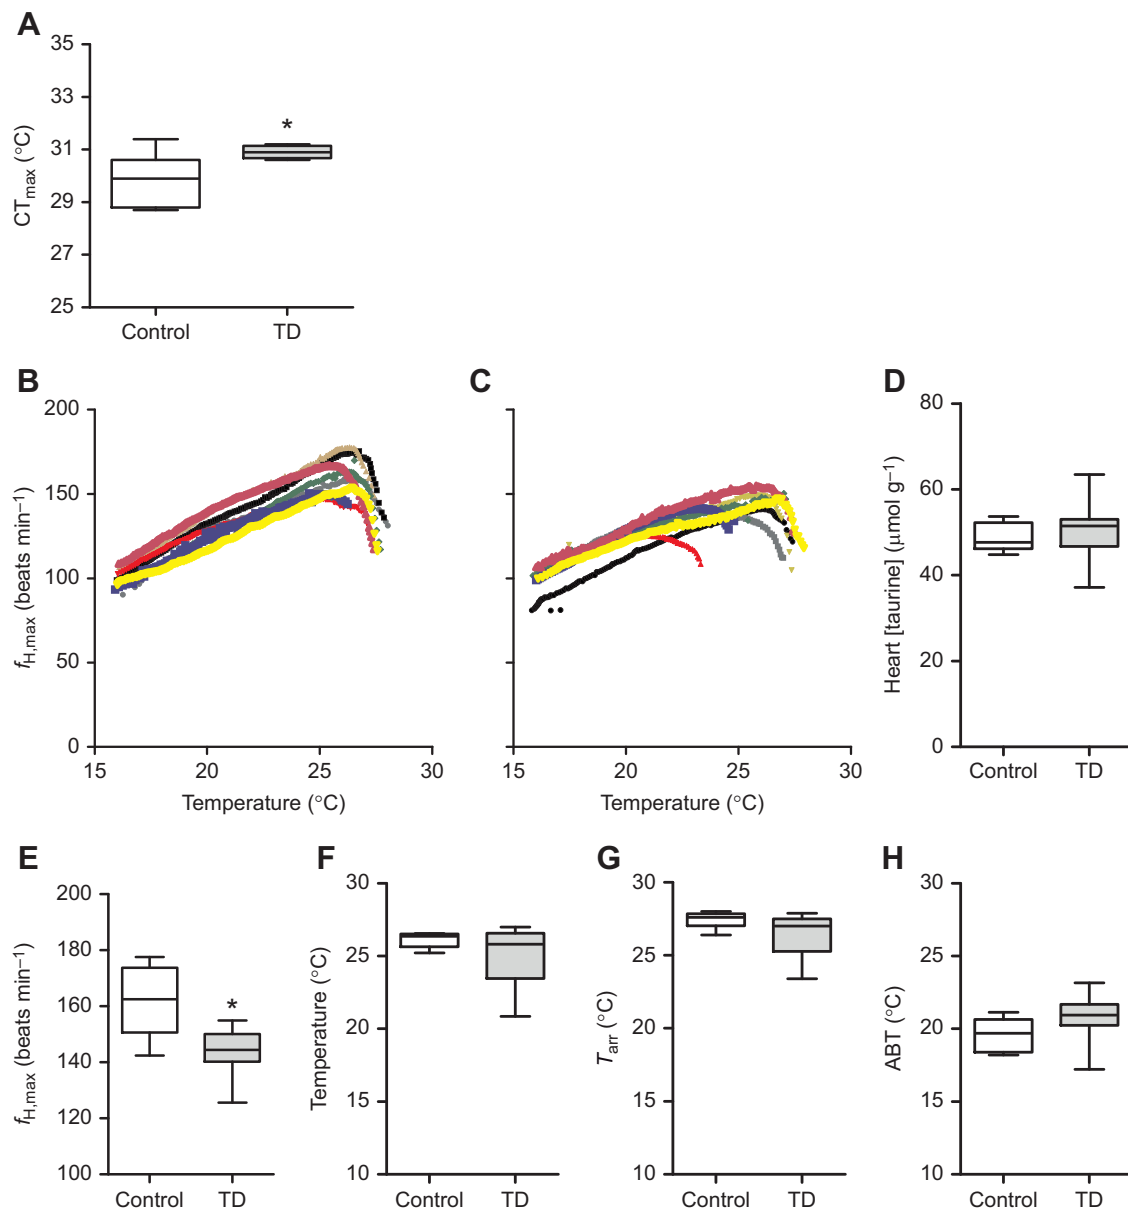 A
35
33
31
29
27
25
CTmax (°C)
*
Control TD
B
200
150
100
50
0
fH,max (beats min−1)
15 20 25 30
Temperature (°C)
C
15 20 25 30
Temperature (°C)
D
80
60
40
20
0
Heart [taurine] (μmol g−1)
Control TD
E
200
180
160
140
120
100
fH,max (beats min−1)
*
Control TD
F
30
25
20
15
10
Temperature (°C)
Control TD
G
30
25
20
15
10
Tarr (°C)
Control TD
H
30
25
20
15
10
ABT (°C)
Control TD